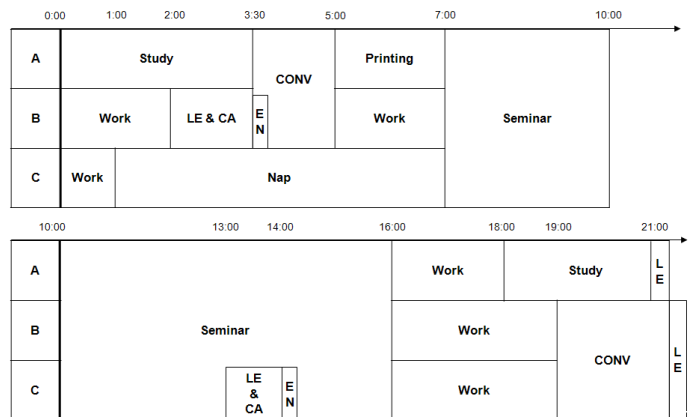 0:00 1:00 2:00 3:30 5:00 7:00 10:00
A Study CONV Printing
B Work LE & CA E N Work Seminar
C Work Nap
10:00 13:00 14:00 16:00 18:00 19:00 21:00
A Work Study L E
B Seminar Work CONV L E
C LE & CA E N Work